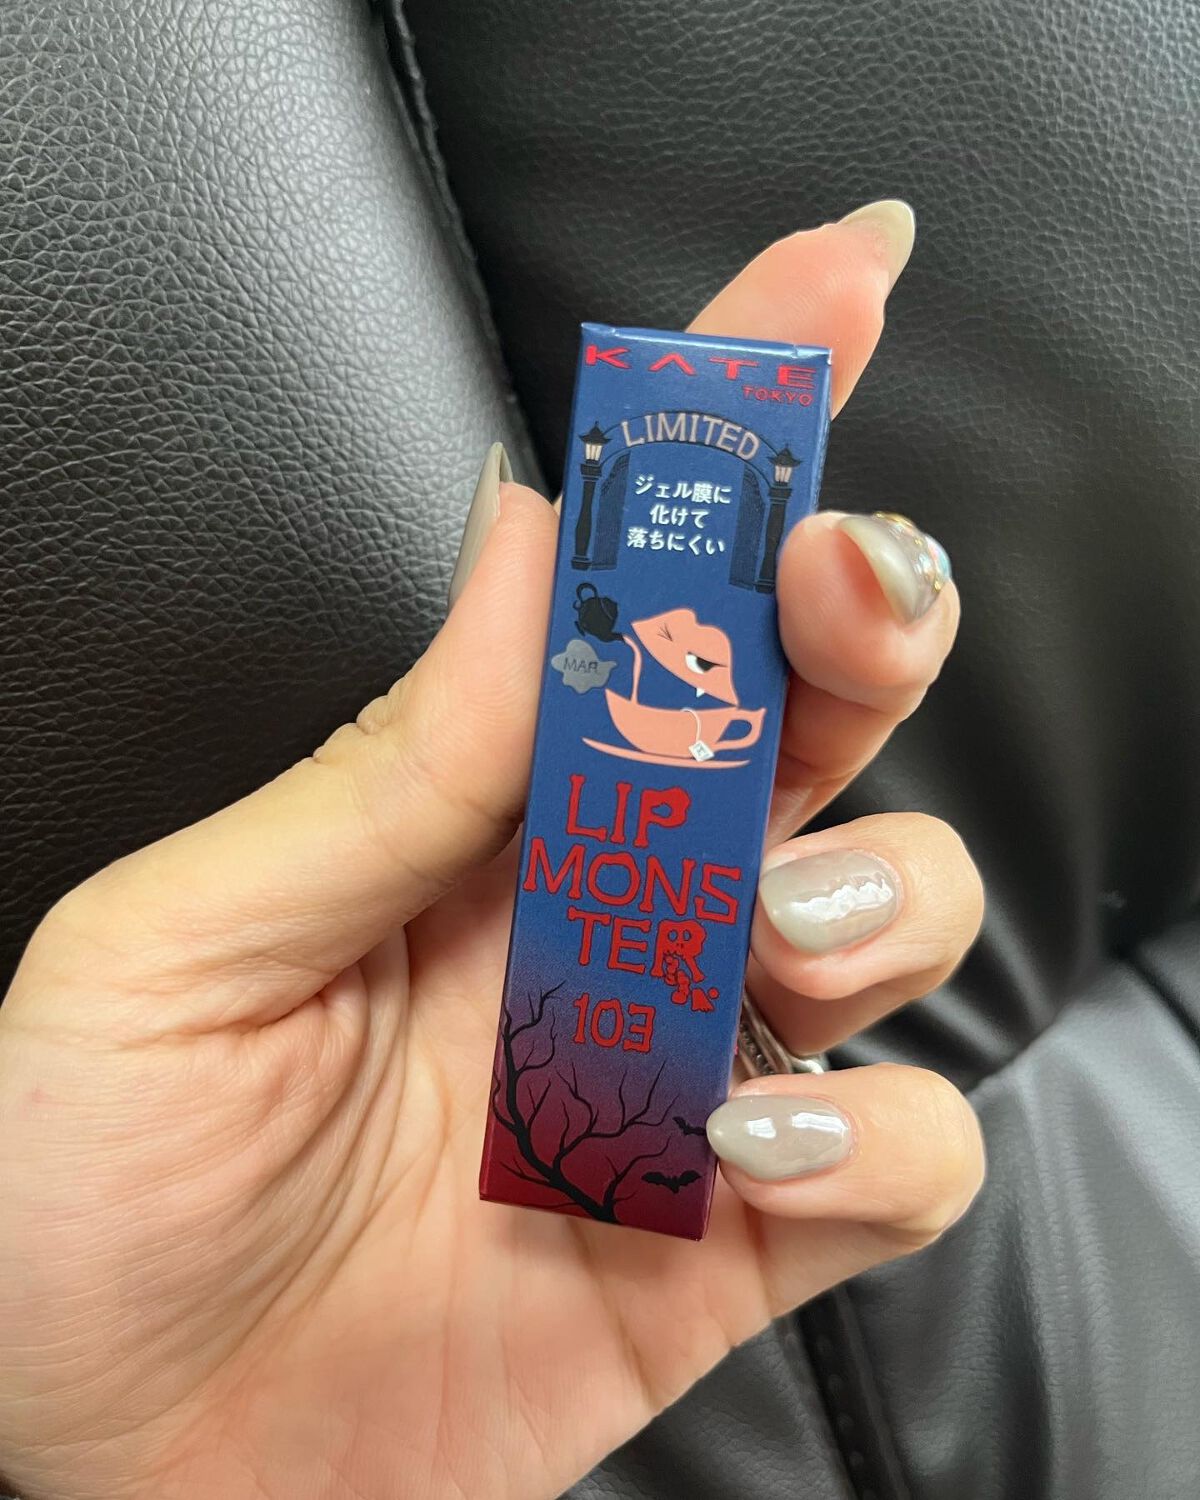 KATE
TOKYO
LIMITED
ジェル膜に
化けて
落ちにくい
MAR
LIP
MONS
TER
103